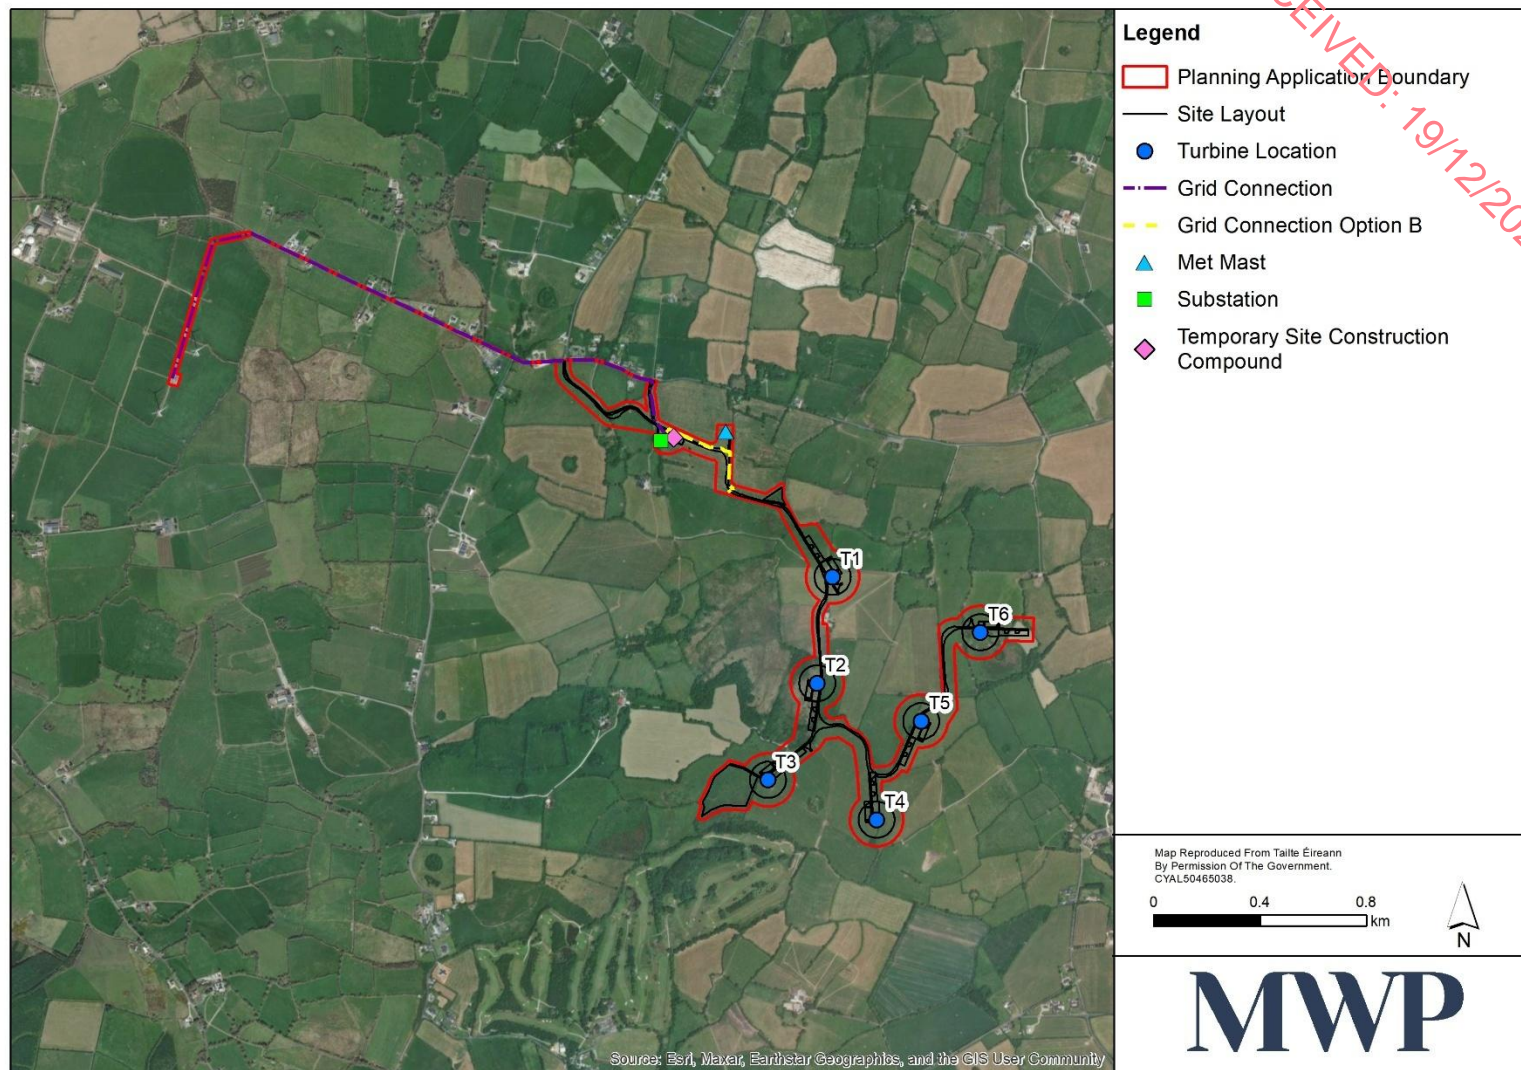 Legend
Planning Application Boundary
Site Layout
Turbine Location
Grid Connection
Grid Connection Option B
Met Mast
Substation
Temporary Site Construction
Compound
T1
T6
T2
T5
T3
T4
Map Reproduced From Tailte Éireann
By Permission Of The Government.
CYAL50465038.
0 0.4 0.8
km
N
MWP
Source: Esri, Maxar, Earthstar Geographics, and the GIS User Community